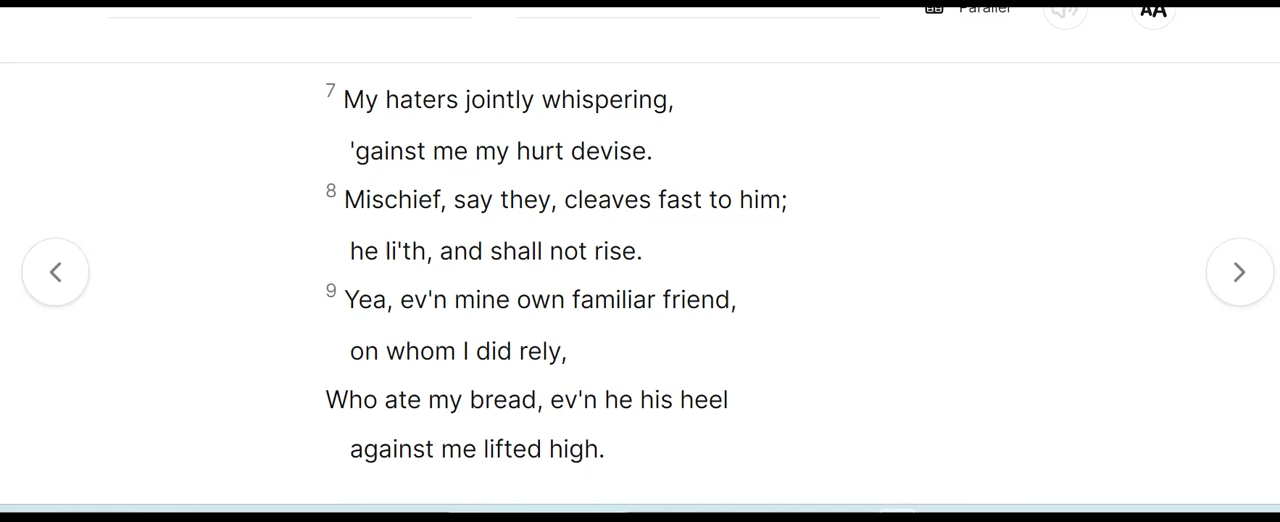 Parallel
AA
7 My haters jointly whispering,
'gainst me my hurt devise.
8 Mischief, say they, cleaves fast to him;
he li'th, and shall not rise.
9 Yea, ev'n mine own familiar friend,
on whom I did rely,
Who ate my bread, ev'n he his heel
against me lifted high.